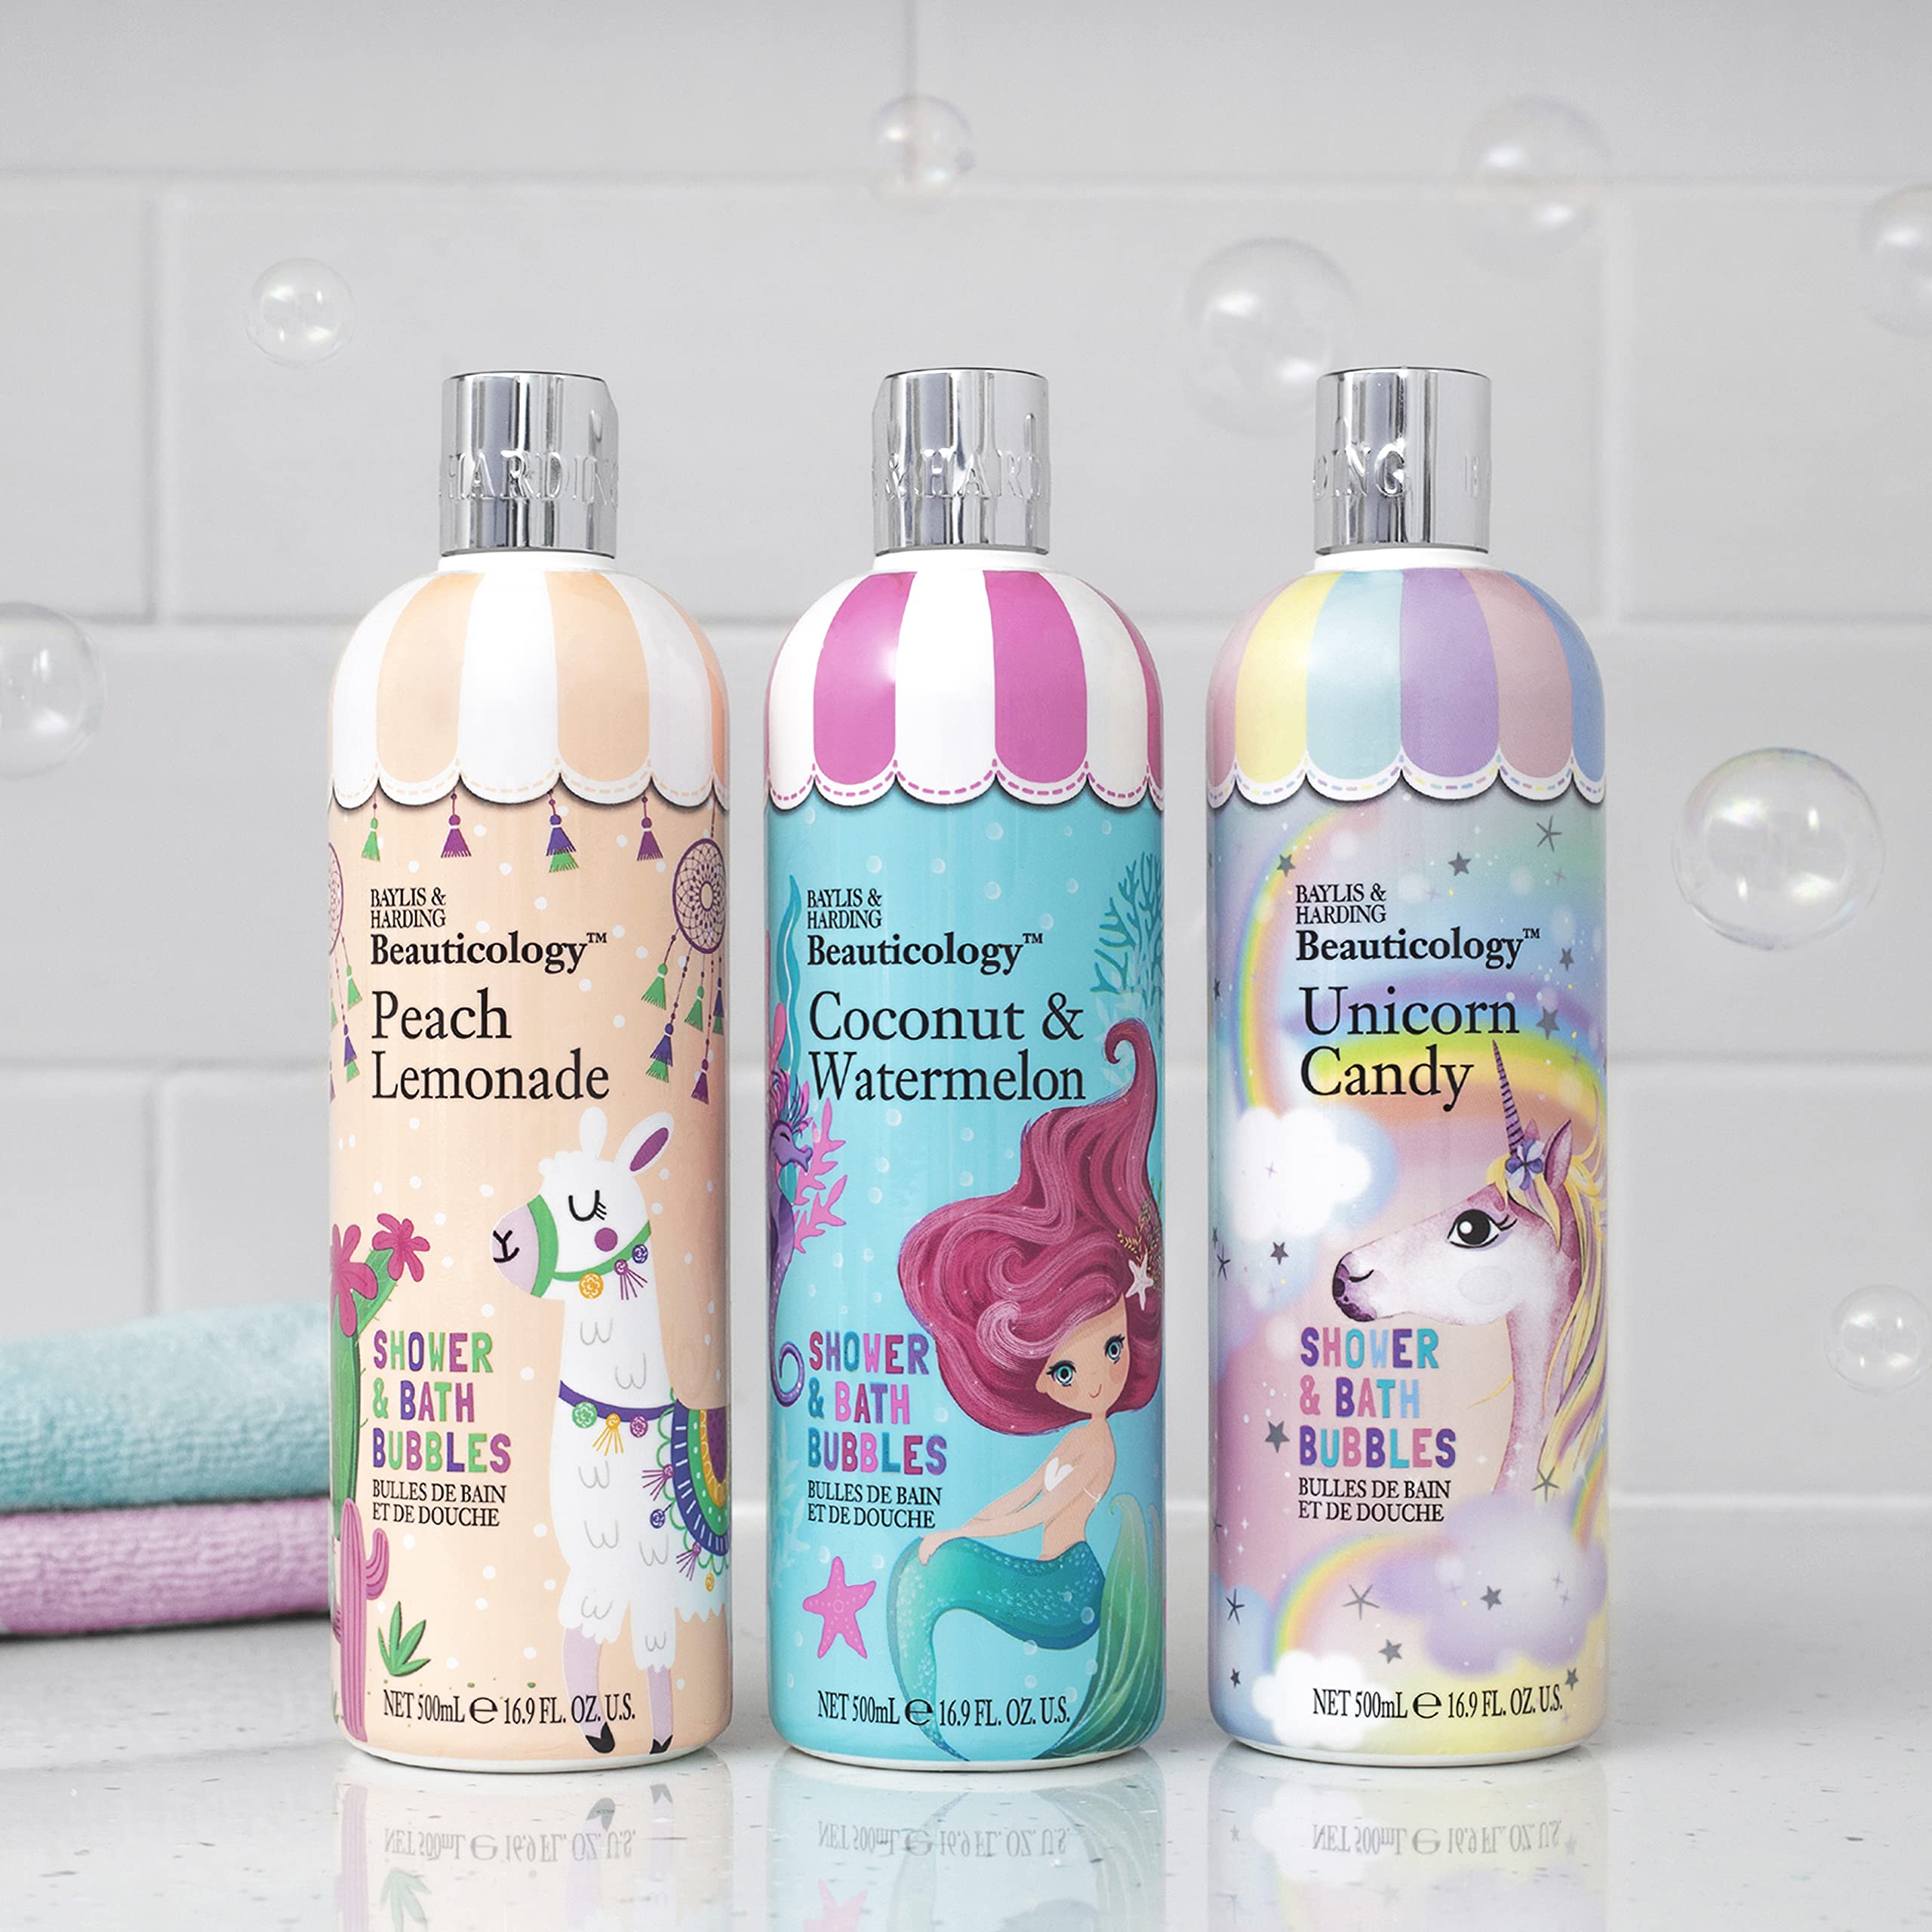 HARDING
BAYLIS &
HARDING
Beauticology™
Peach
Lemonade
SHOWER
& BATH
BUBBLES
BULLES DE BAIN
ET DE DOUCHE
NET 500mL ℮ 16.9 FL. OZ. U.S.
& HARD
BAYLIS &
HARDING
Beauticology™
Coconut &
Watermelon
SHOWER
& BATH
BUBBLES
BULLES DE BAIN
ET DE DOUCHE
NET 500mL ℮ 16.9 FL. OZ. U.S.
DING
BAYLIS &
HARDING
Beauticology™
Unicorn
Candy
SHOWER
& BATH
BUBBLES
BULLES DE BAIN
ET DE DOUCHE
NET 500mL ℮ 16.9 FL. OZ. U.S.